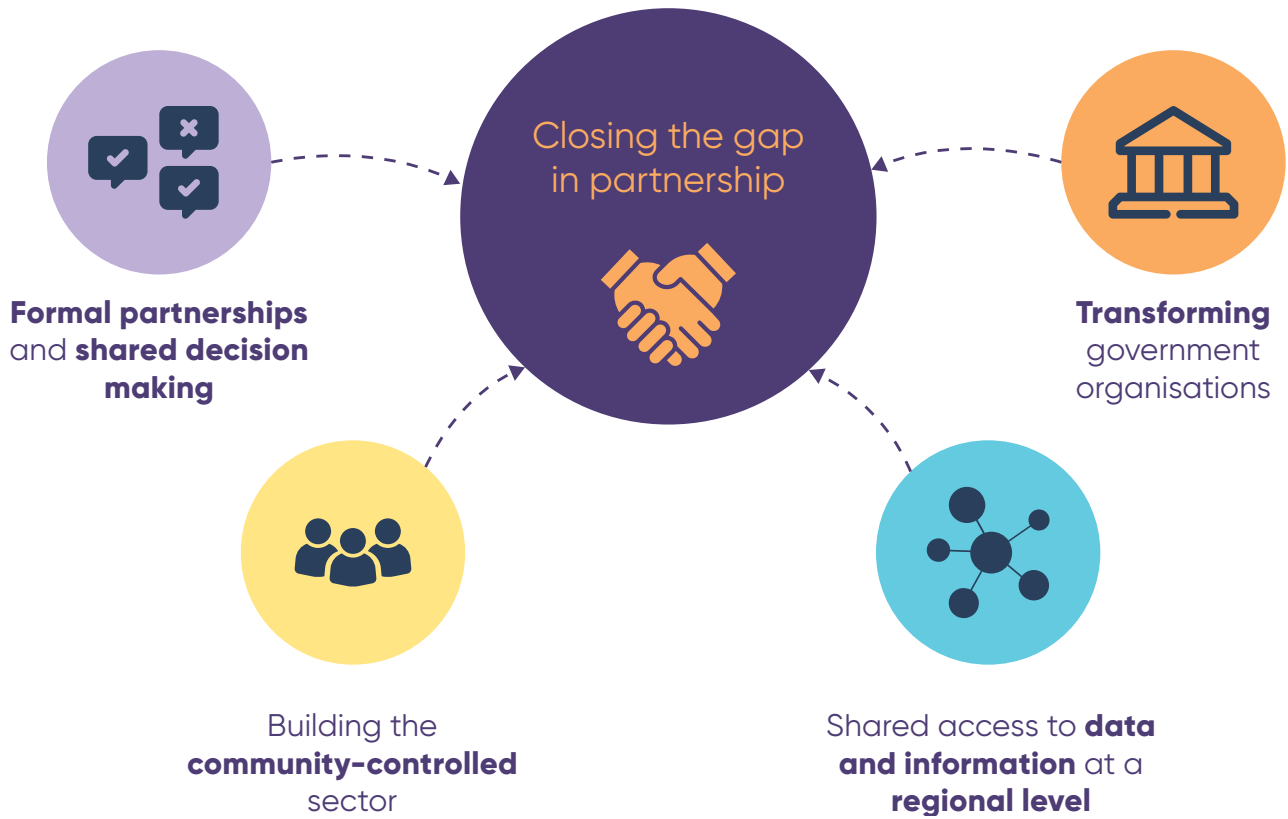 Closing the gap
in partnership
Formal partnerships
and shared decision
making
Transforming
government
organisations
Building the
community-controlled
sector
Shared access to data
and information at a
regional level